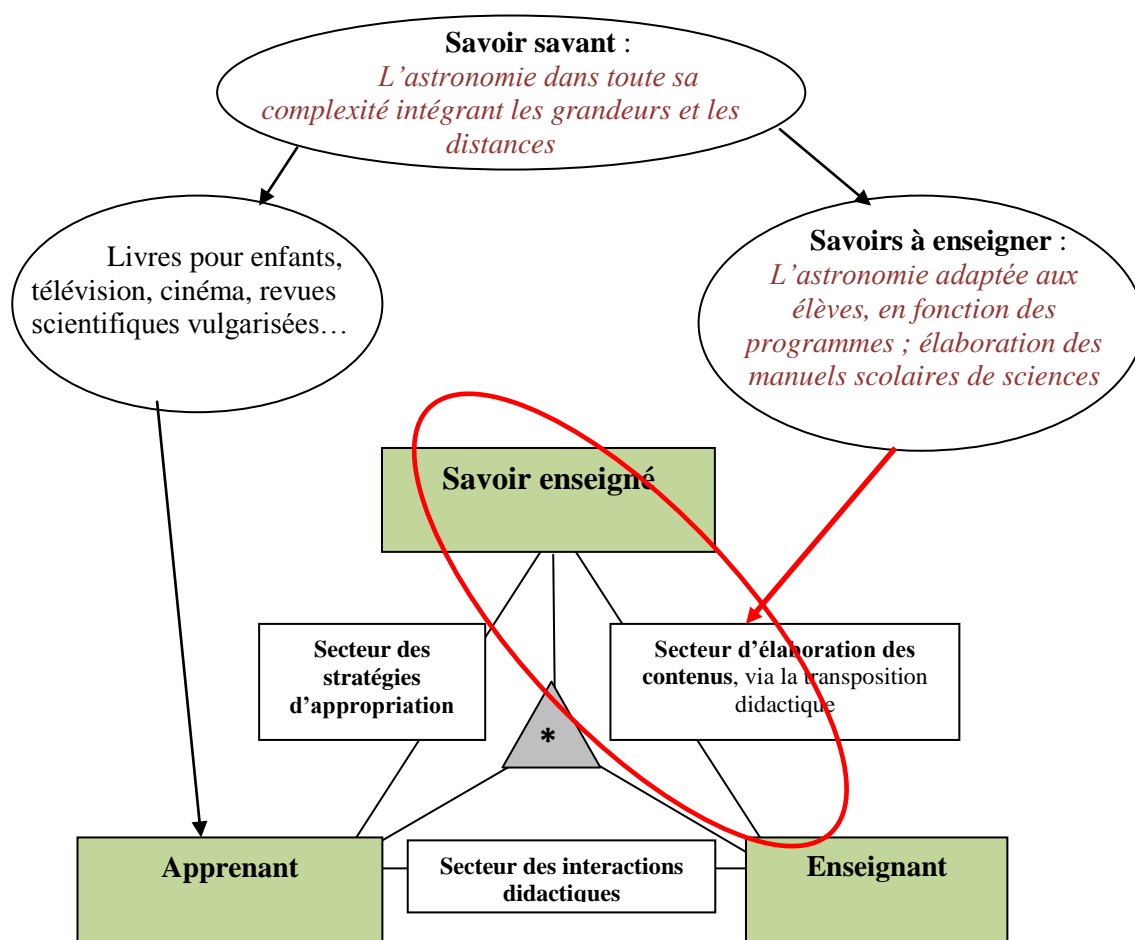 Savoir savant :
L'astronomie dans toute sa
complexité intégrant les grandeurs et les
distances
Livres pour enfants,
télévision, cinéma, revues
scientifiques vulgarisées…
Savoirs à enseigner :
L'astronomie adaptée aux
élèves, en fonction des
programmes ; élaboration des
manuels scolaires de sciences
Savoir enseigné
Secteur des
stratégies
d'appropriation
Secteur d'élaboration des
contenus, via la transposition
didactique
*
Apprenant
Secteur des interactions
didactiques
Enseignant